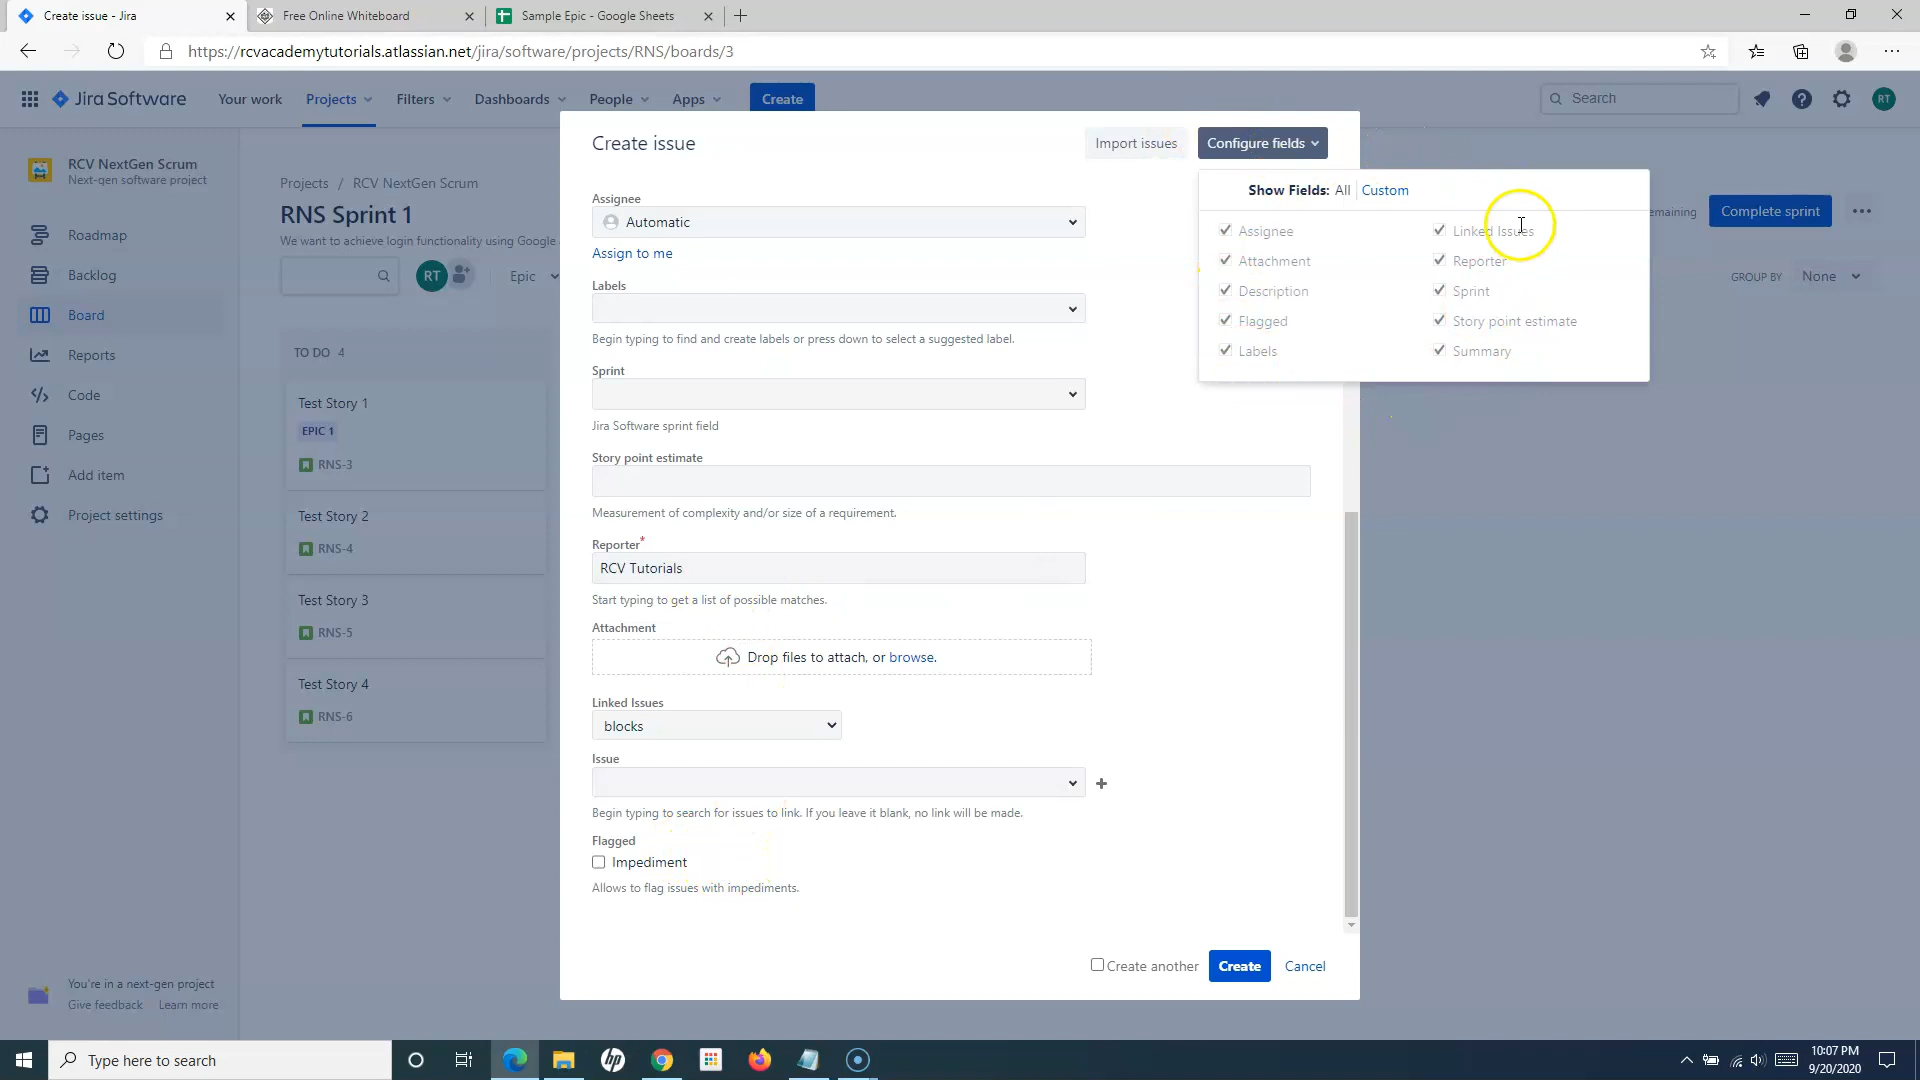 Create issue - Jira
Free Online Whiteboard
Sample Epic - Google Sheets
https://rcvacademytutorials.atlassian.net/jira/software/projects/RNS/boards/3
Jira Software
Your work
Projects
Filters
Dashboards
People
Apps
Create
Search
RT
RCV NextGen Scrum
Next-gen software project
Roadmap
Backlog
Board
Reports
Code
Pages
Add item
Project settings
You're in a next-gen project
Give feedback
Learn more
Projects / RCV NextGen Scrum
RNS Sprint 1
We want to achieve login functionality using Google
RT
Epic
TO DO 4
Test Story 1
EPIC 1
RNS-3
Test Story 2
RNS-4
Test Story 3
RNS-5
Test Story 4
RNS-6
Create issue
Import issues
Configure fields
Show Fields: All Custom
Assignee
Attachment
Description
Flagged
Labels
Linked Issues
Reporter
Sprint
Story point estimate
Summary
emaining
Complete sprint
GROUP BY
None
Assignee
Automatic
Assign to me
Labels
Begin typing to find and create labels or press down to select a suggested label.
Sprint
Jira Software sprint field
Story point estimate
Measurement of complexity and/or size of a requirement.
Reporter*
RCV Tutorials
Start typing to get a list of possible matches.
Attachment
Drop files to attach, or browse.
Linked Issues
blocks
Issue
Begin typing to search for issues to link. If you leave it blank, no link will be made.
Flagged
Impediment
Allows to flag issues with impediments.
Create another
Create
Cancel
Type here to search
hp
10:07 PM
9/20/2020